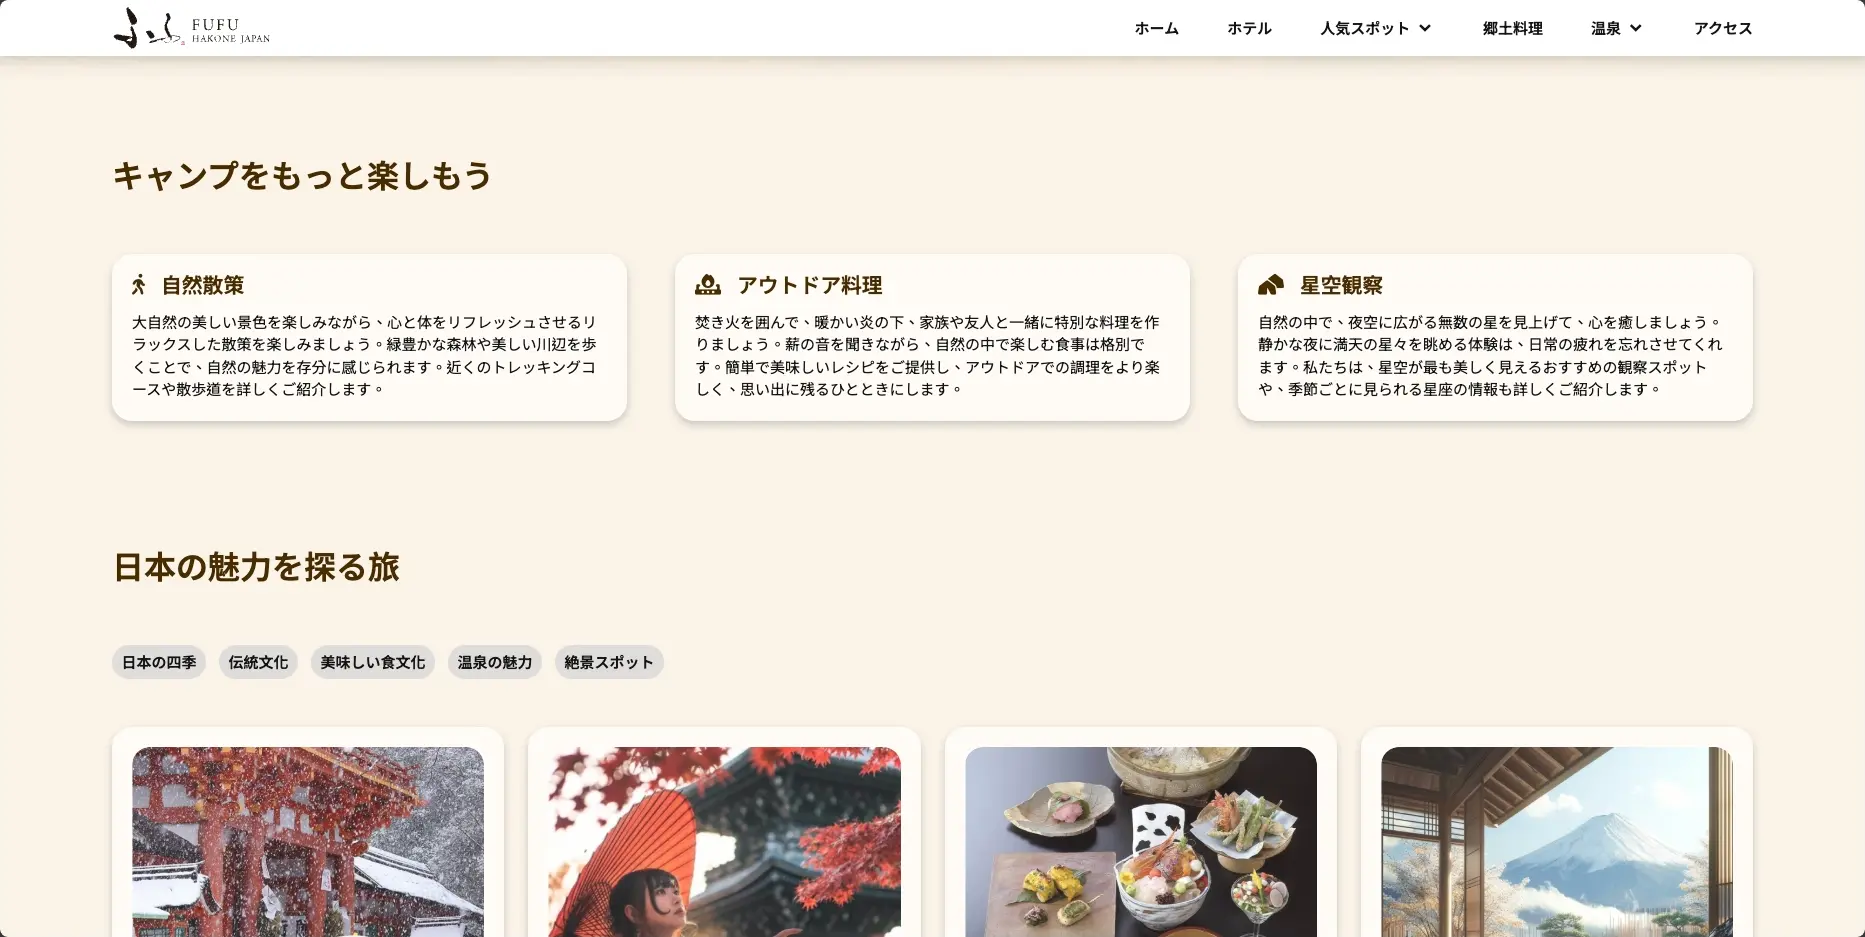 ふふ
FUFU
HAKONE JAPAN
ホーム
ホテル
人気スポット
郷土料理
温泉
アクセス
キャンプをもっと楽しもう
自然散策
大自然の美しい景色を楽しみながら、心と体をリフレッシュさせるリ
ラックスした散策を楽しみましょう。緑豊かな森林や美しい川辺を歩
くことで、自然の魅力を存分に感じられます。近くのトレッキングコ
ースや散歩道を詳しくご紹介します。
アウトドア料理
焚き火を囲んで、暖かい炎の下、家族や友人と一緒に特別な料理を作
りましょう。薪の音を聞きながら、自然の中で楽しむ食事は格別で
す。簡単で美味しいレシピをご提供し、アウトドアでの調理をより楽
しく、思い出に残るひとときにします。
星空観察
自然の中で、夜空に広がる無数の星を見上げて、心を癒しましょう。
静かな夜に満天の星々を眺める体験は、日常の疲れを忘れさせてくれ
ます。私たちは、星空が最も美しく見えるおすすめの観察スポット
や、季節ごとに見られる星座の情報も詳しくご紹介します。
日本の魅力を探る旅
日本の四季
伝統文化
美味しい食文化
温泉の魅力
絶景スポット